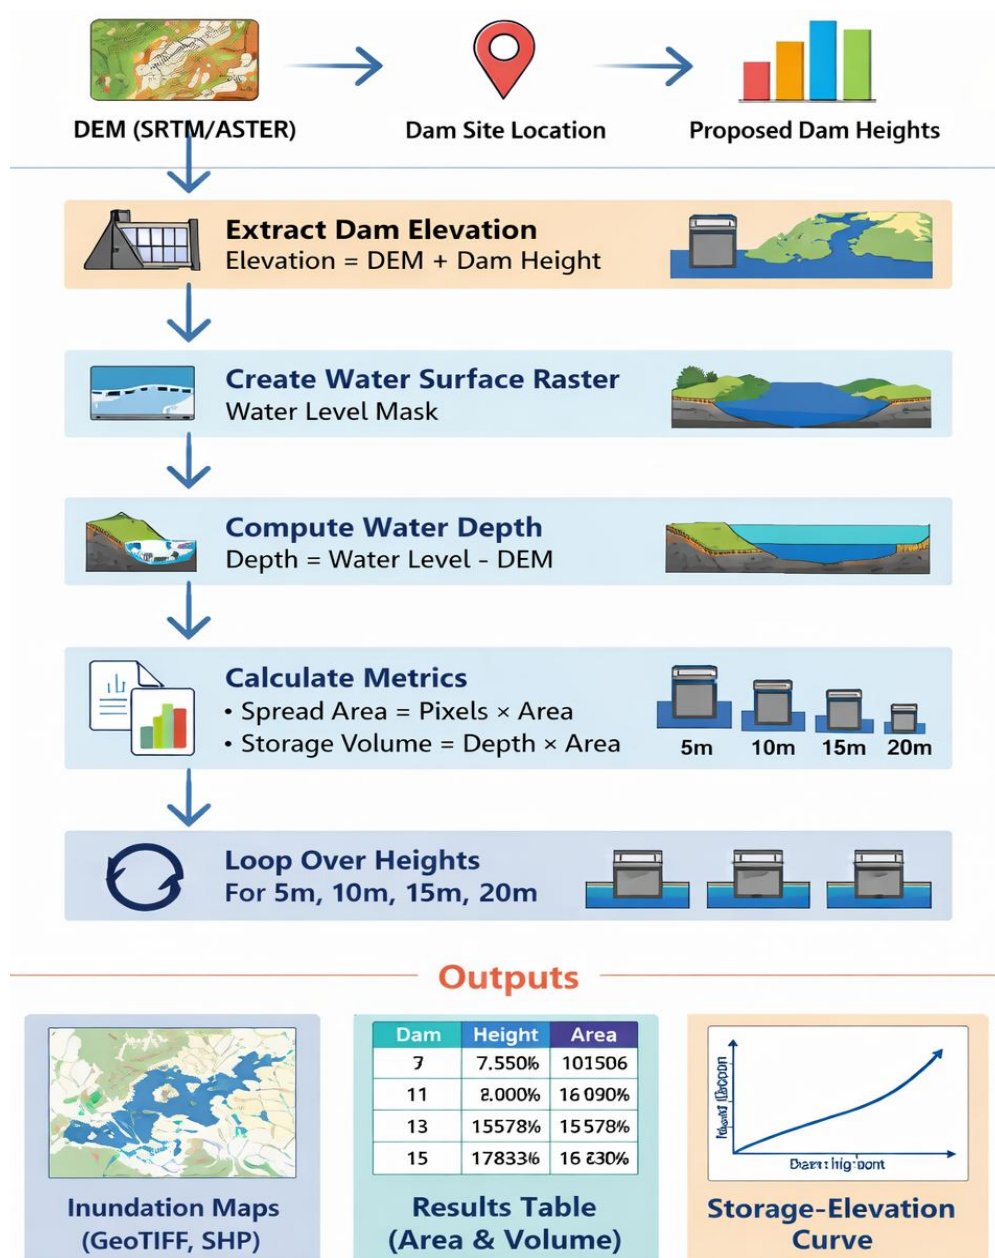 DEM (SRTM/ASTER)
Dam Site Location
Proposed Dam Heights
Extract Dam Elevation
Elevation = DEM + Dam Height
Create Water Surface Raster
Water Level Mask
Compute Water Depth
Depth = Water Level - DEM
Calculate Metrics
• Spread Area = Pixels × Area
• Storage Volume = Depth × Area
5m 10m 15m 20m
Loop Over Heights
For 5m, 10m, 15m, 20m
Outputs
Dam Height Area
7.550%
11 16 090%
13 15578% 15578%
15
Inundation Maps
(GeoTIFF, SHP)
Results Table
(Area & Volume)
Storage-Elevation
Curve